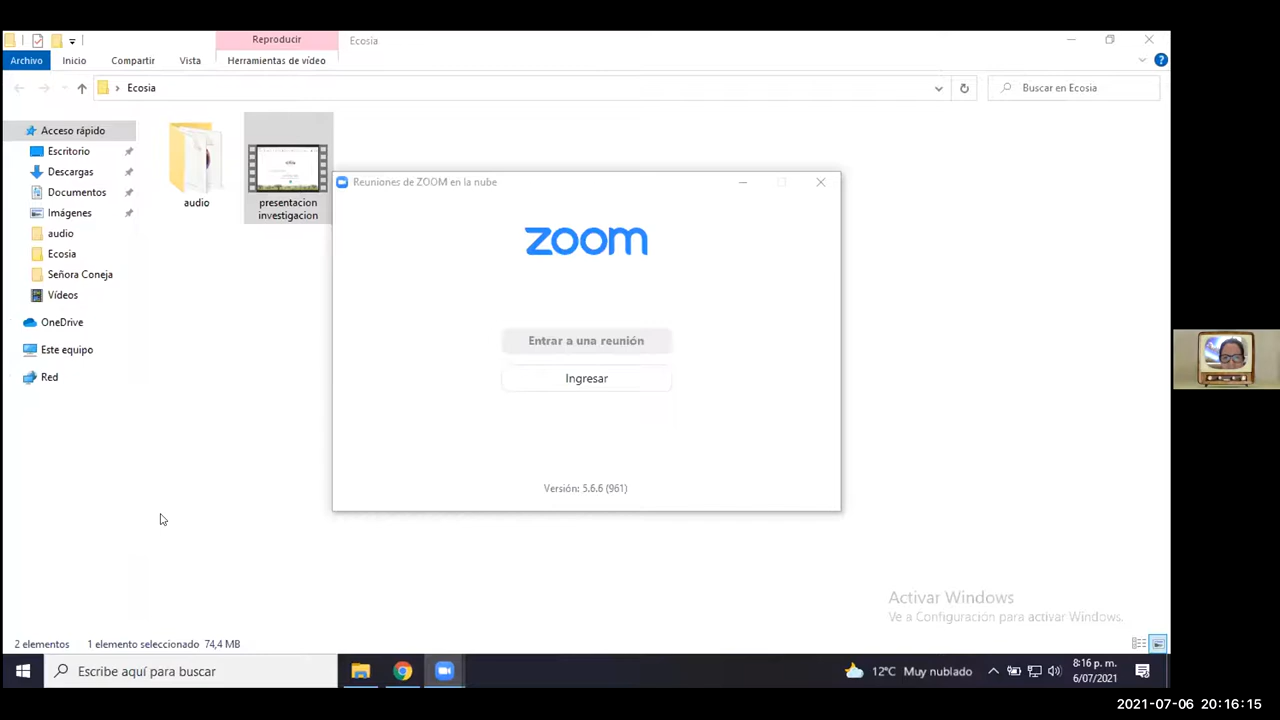 Reproducir
Ecosia
Archivo
Inicio
Compartir
Vista
Herramientas de vídeo
Ecosia
Buscar en Ecosia
Acceso rápido
Escritorio
Descargas
Documentos
Imágenes
audio
Ecosia
Señora Coneja
Vídeos
OneDrive
Este equipo
Red
audio
presentacion
investigacion
Reuniones de ZOOM en la nube
zoom
Entrar a una reunión
Ingresar
Versión: 5.6.6 (961)
Activar Windows
Ve a Configuración para activar Windows.
2 elementos
1 elemento seleccionado 74,4 MB
Escribe aquí para buscar
12°C Muy nublado
8:16 p. m.
6/07/2021
2021-07-06 20:16:15